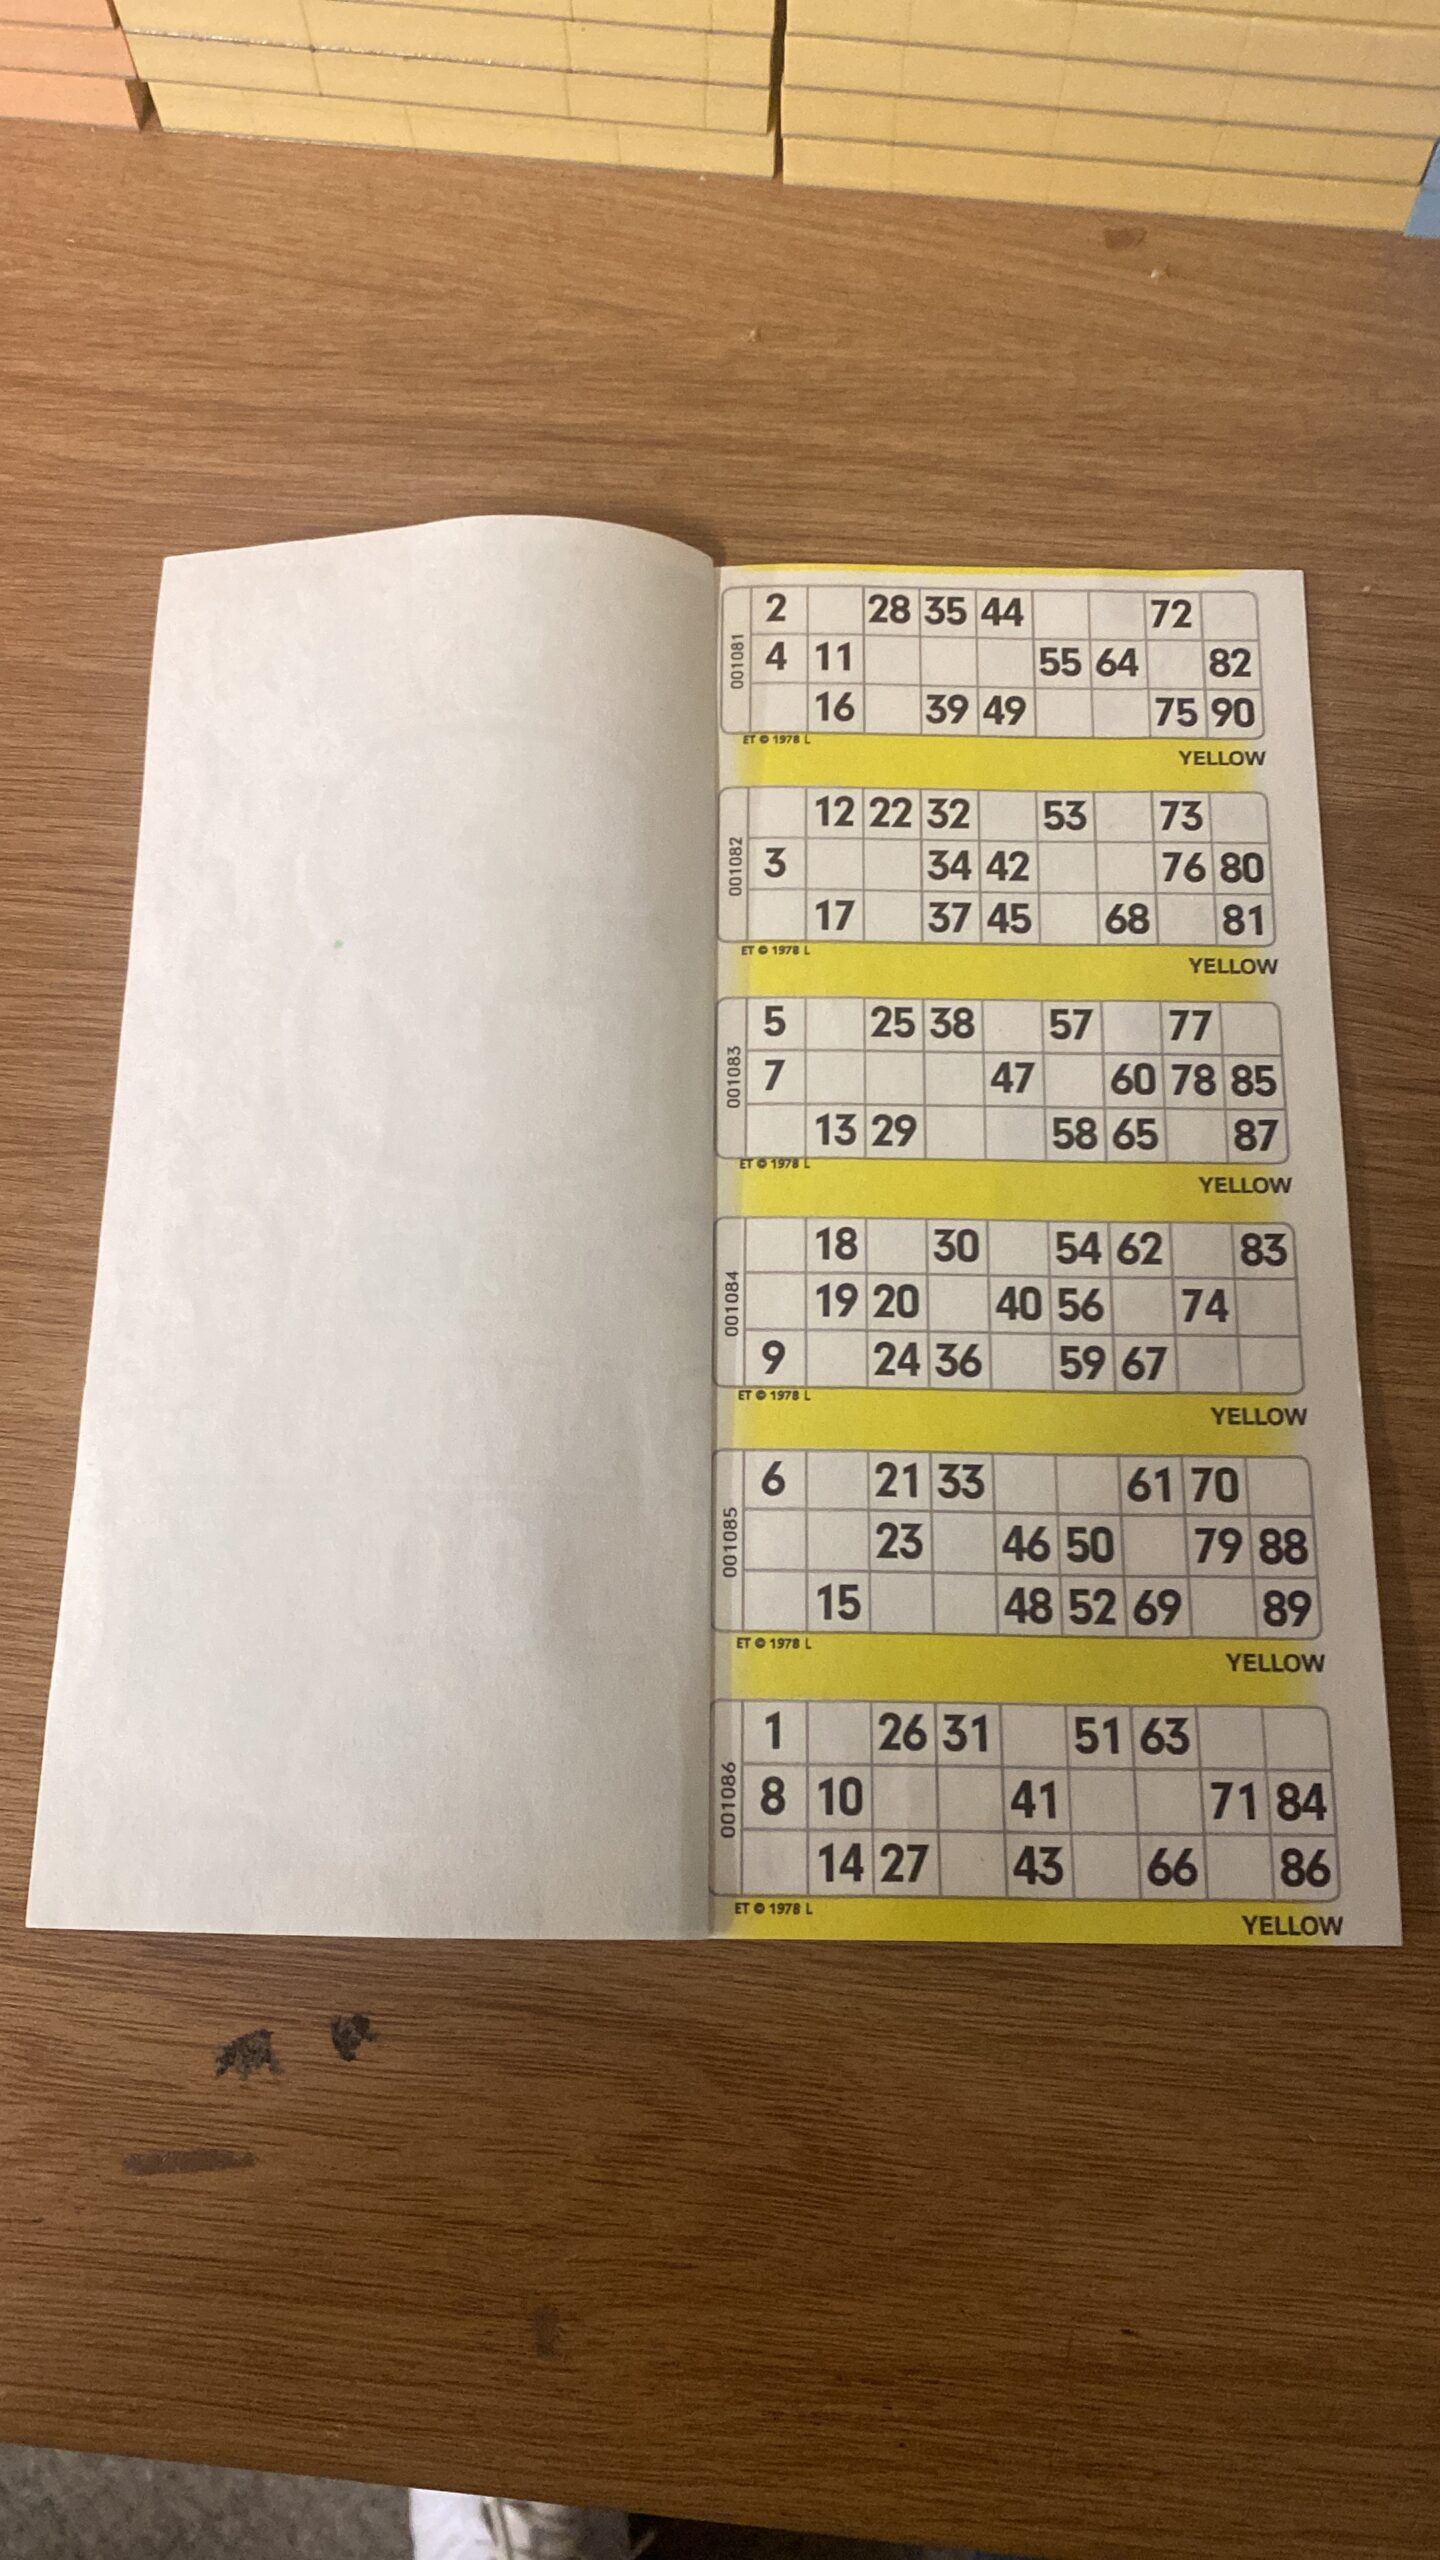 001081
2 28 35 44 72
4 11 55 64 82
16 39 49 75 90
ET © 1978 L
YELLOW
001082
12 22 32 53 73
3 34 42 76 80
17 37 45 68 81
ET © 1978 L
YELLOW
001083
5 25 38 57 77
7 47 60 78 85
13 29 58 65 87
ET © 1978 L
YELLOW
001084
18 30 54 62 83
19 20 40 56 74
9 24 36 59 67
ET © 1978 L
YELLOW
001085
6 21 33 61 70
23 46 50 79 88
15 48 52 69 89
ET © 1978 L
YELLOW
001086
1 26 31 51 63
8 10 41 71 84
14 27 43 66 86
ET © 1978 L
YELLOW